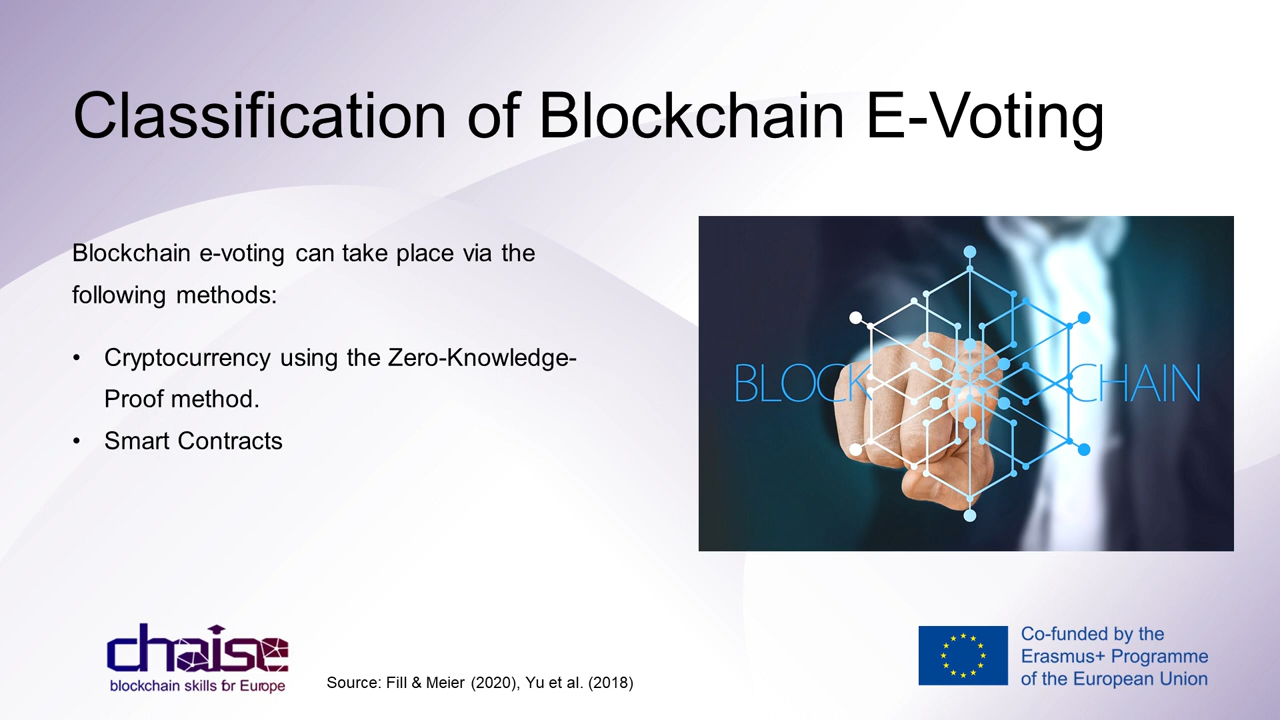 Classification of Blockchain E-Voting
Blockchain e-voting can take place via the
following methods:
• Cryptocurrency using the Zero-Knowledge-
Proof method.
• Smart Contracts
BLOCK CHAIN
chaise
blockchain skills for Europe
Source: Fill & Meier (2020), Yu et al. (2018)
Co-funded by the
Erasmus+ Programme
of the European Union